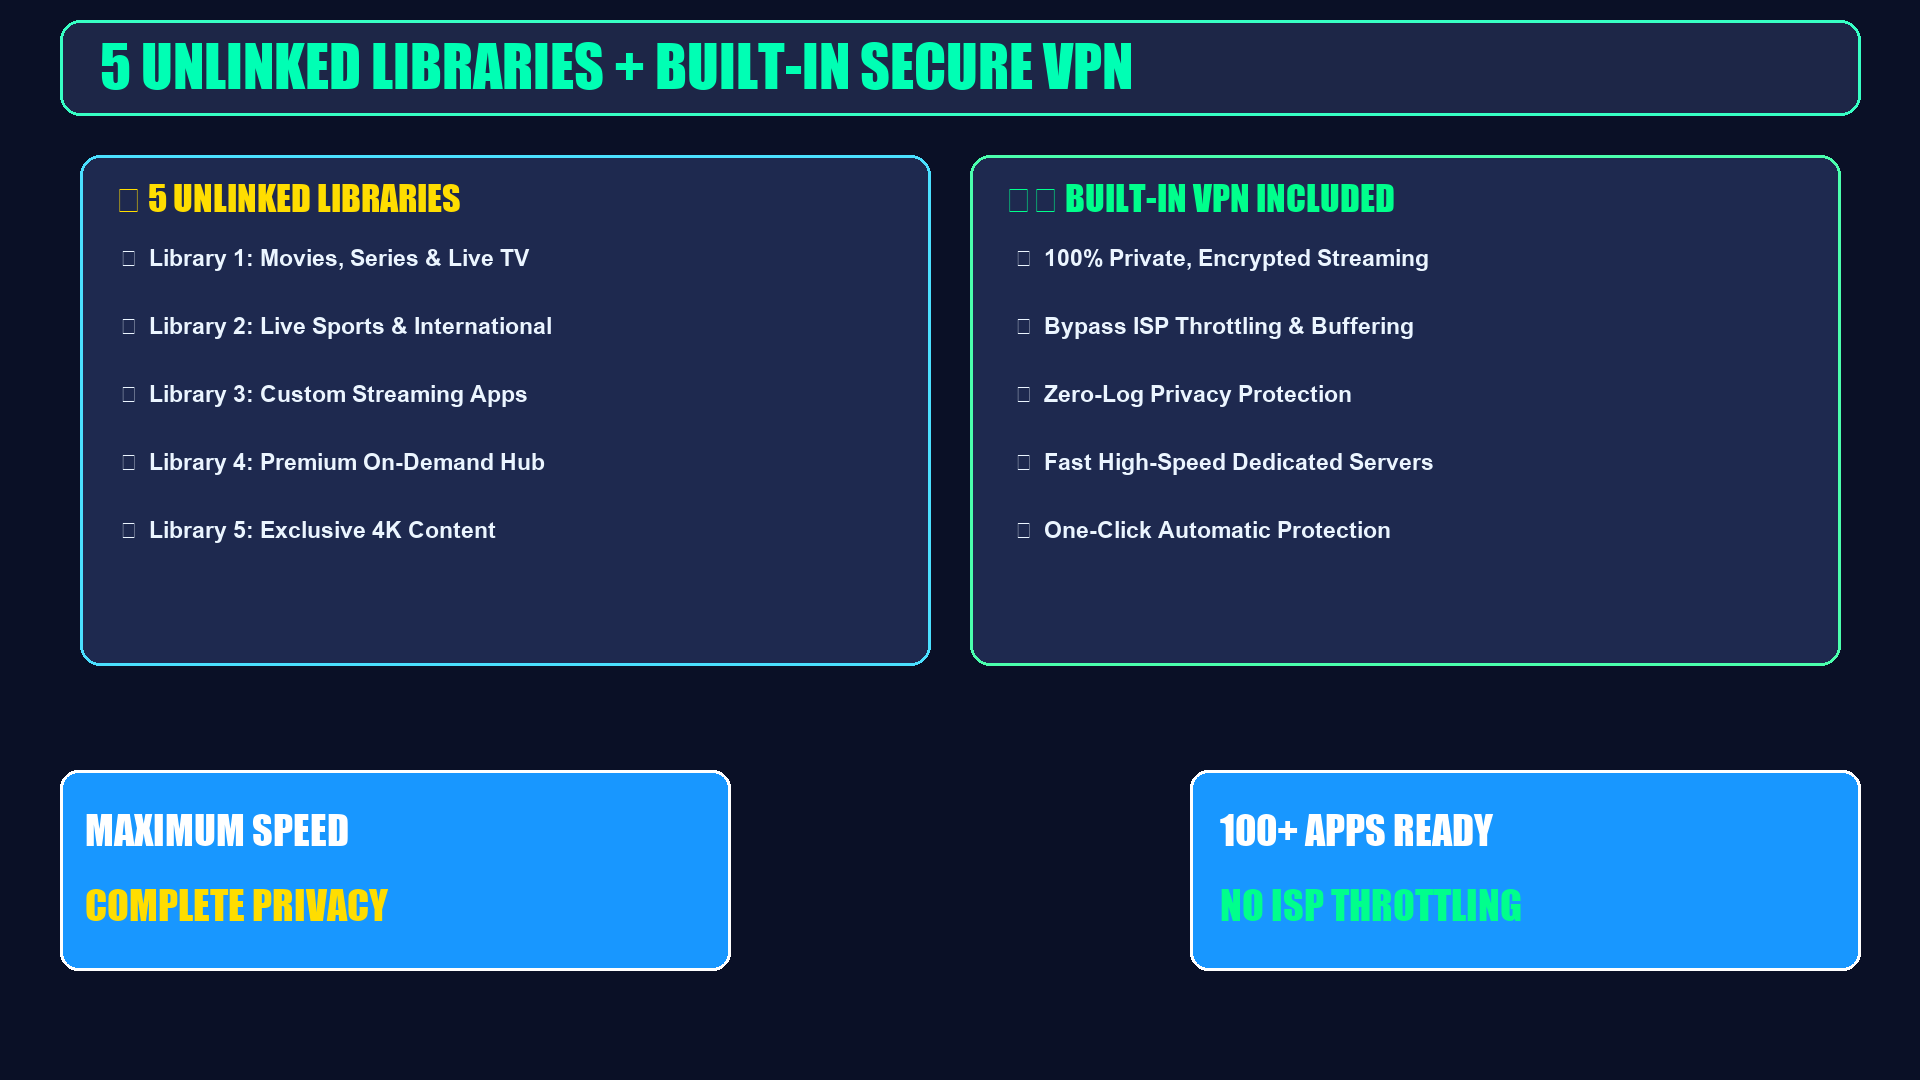 5 UNLINKED LIBRARIES + BUILT-IN SECURE VPN
5 UNLINKED LIBRARIES
Library 1: Movies, Series & Live TV
Library 2: Live Sports & International
Library 3: Custom Streaming Apps
Library 4: Premium On-Demand Hub
Library 5: Exclusive 4K Content
BUILT-IN VPN INCLUDED
100% Private, Encrypted Streaming
Bypass ISP Throttling & Buffering
Zero-Log Privacy Protection
Fast High-Speed Dedicated Servers
One-Click Automatic Protection
MAXIMUM SPEED
COMPLETE PRIVACY
100+ APPS READY
NO ISP THROTTLING